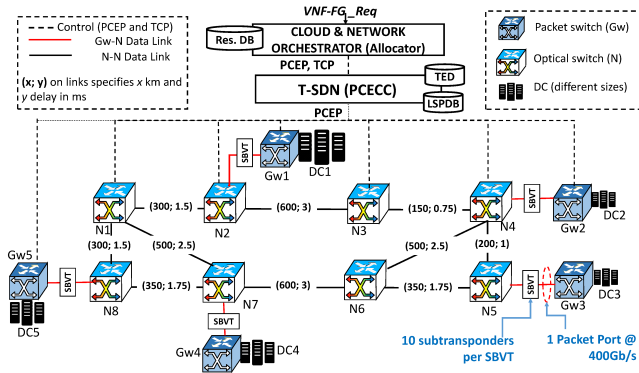 VNF-FG_Req
CLOUD & NETWORK
ORCHESTRATOR (Allocator)
Res. DB
PCEP, TCP
TED
T-SDN (PCECC)
LSPDB
PCEP
Control (PCEP and TCP)
Gw-N Data Link
N-N Data Link
(x; y) on links specifies x km and
y delay in ms
Packet switch (Gw)
Optical switch (N)
DC (different sizes)
SBVT
Gw1
DC1
N1
(300; 1.5)
N2
(600; 3)
N3
(150; 0.75)
N4
SBVT
Gw2
DC2
Gw5
(300; 1.5)
(500; 2.5)
(500; 2.5)
(200; 1)
DC5
SBVT
N8
(350; 1.75)
N7
(600; 3)
N6
(350; 1.75)
N5
SBVT
Gw3
DC3
SBVT
Gw4
DC4
10 subtransponders
per SBVT
1 Packet Port @
400Gb/s